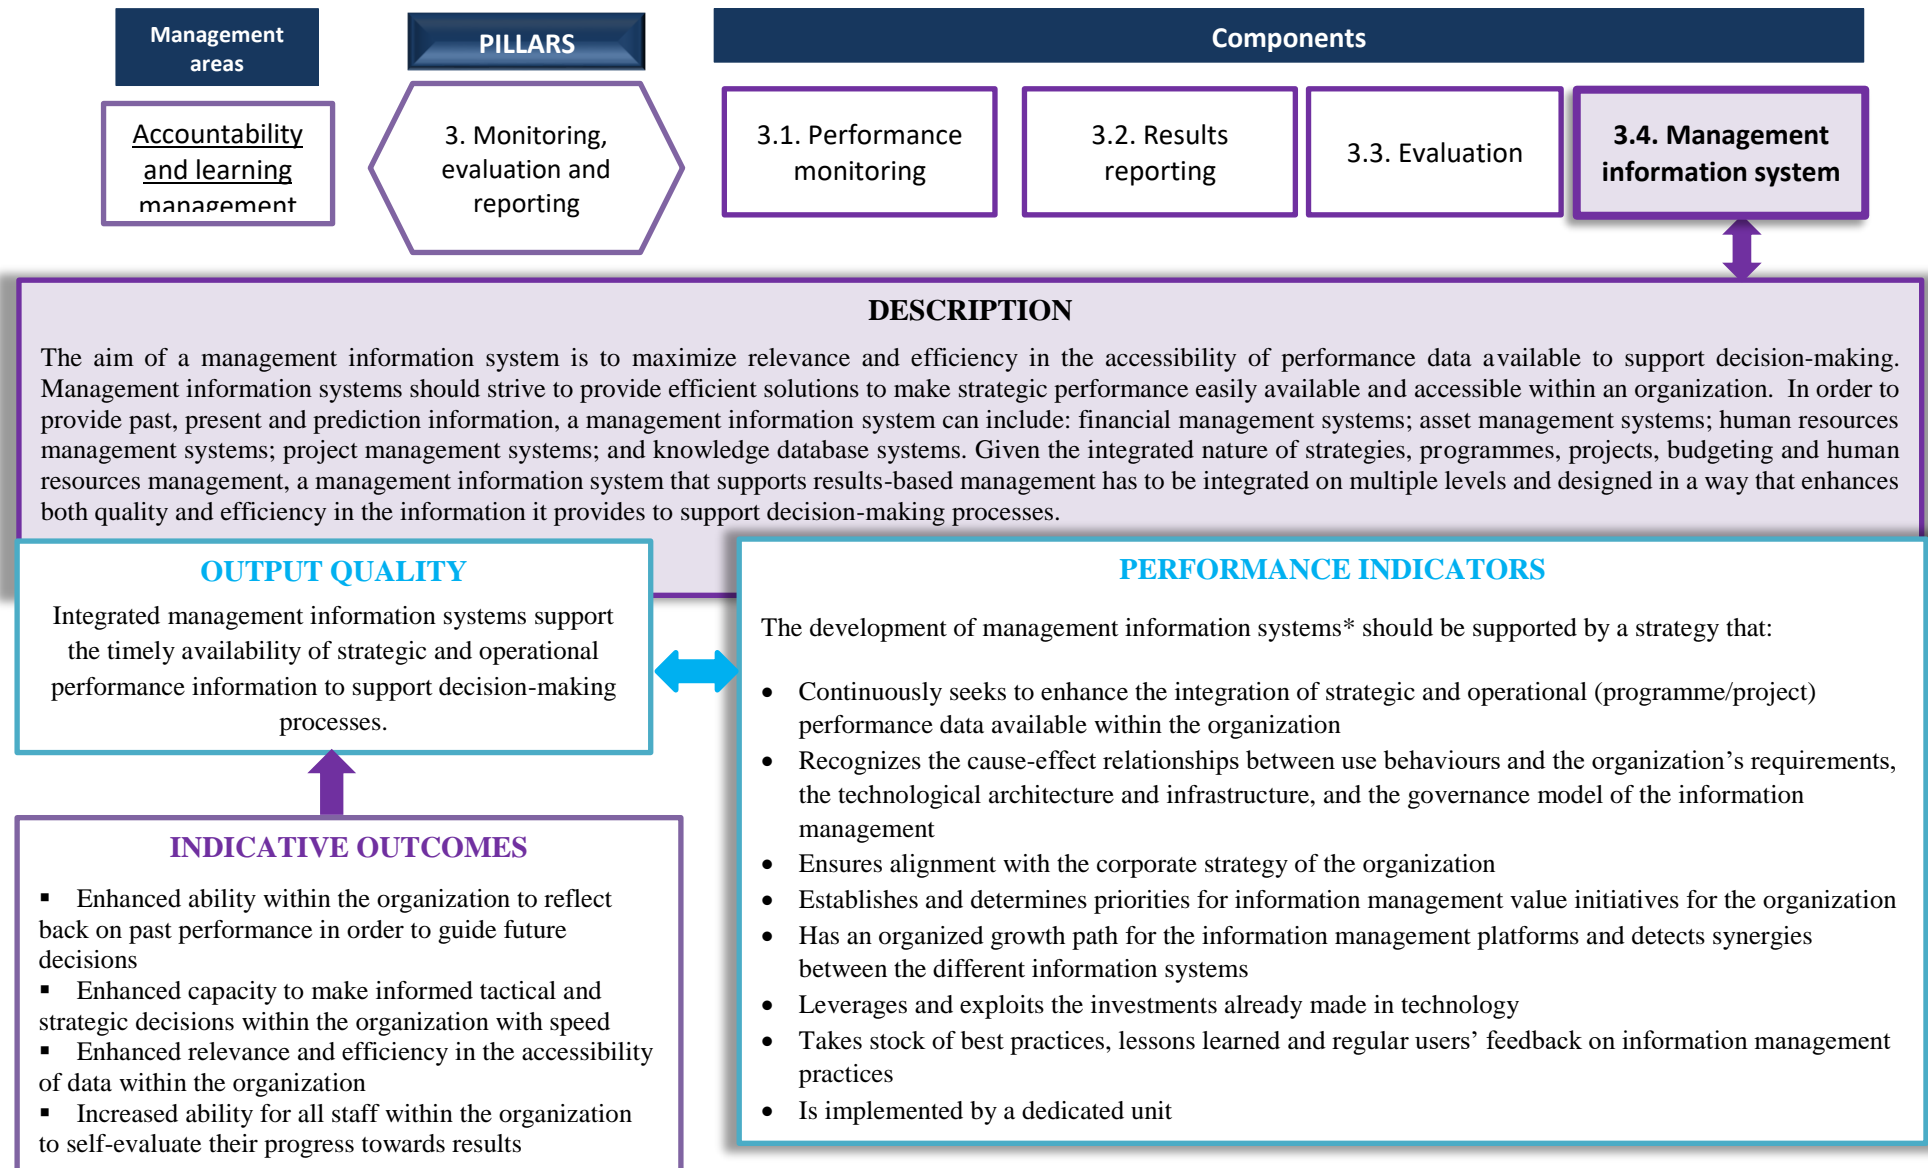 Management
areas
PILLARS
Components
Accountability
and learning
management
3. Monitoring,
evaluation and
reporting
3.1. Performance
monitoring
3.2. Results
reporting
3.3. Evaluation
3.4. Management
information system
DESCRIPTION
The aim of a management information system is to maximize relevance and efficiency in the accessibility of performance data available to support decision-making.
Management information systems should strive to provide efficient solutions to make strategic performance easily available and accessible within an organization. In order to
provide past, present and prediction information, a management information system can include: financial management systems; asset management systems; human resources
management systems; project management systems; and knowledge database systems. Given the integrated nature of strategies, programmes, projects, budgeting and human
resources management, a management information system that supports results-based management has to be integrated on multiple levels and designed in a way that enhances
both quality and efficiency in the information it provides to support decision-making processes.
OUTPUT QUALITY
Integrated management information systems support
the timely availability of strategic and operational
performance information to support decision-making
processes.
INDICATIVE OUTCOMES
▪ Enhanced ability within the organization to reflect
back on past performance in order to guide future
decisions
▪ Enhanced capacity to make informed tactical and
strategic decisions within the organization with speed
▪ Enhanced relevance and efficiency in the accessibility
of data within the organization
▪ Increased ability for all staff within the organization
to self-evaluate their progress towards results
PERFORMANCE INDICATORS
The development of management information systems* should be supported by a strategy that:
• Continuously seeks to enhance the integration of strategic and operational (programme/project)
performance data available within the organization
• Recognizes the cause-effect relationships between use behaviours and the organization’s requirements,
the technological architecture and infrastructure, and the governance model of the information
management
• Ensures alignment with the corporate strategy of the organization
• Establishes and determines priorities for information management value initiatives for the organization
• Has an organized growth path for the information management platforms and detects synergies
between the different information systems
• Leverages and exploits the investments already made in technology
• Takes stock of best practices, lessons learned and regular users’ feedback on information management
practices
• Is implemented by a dedicated unit